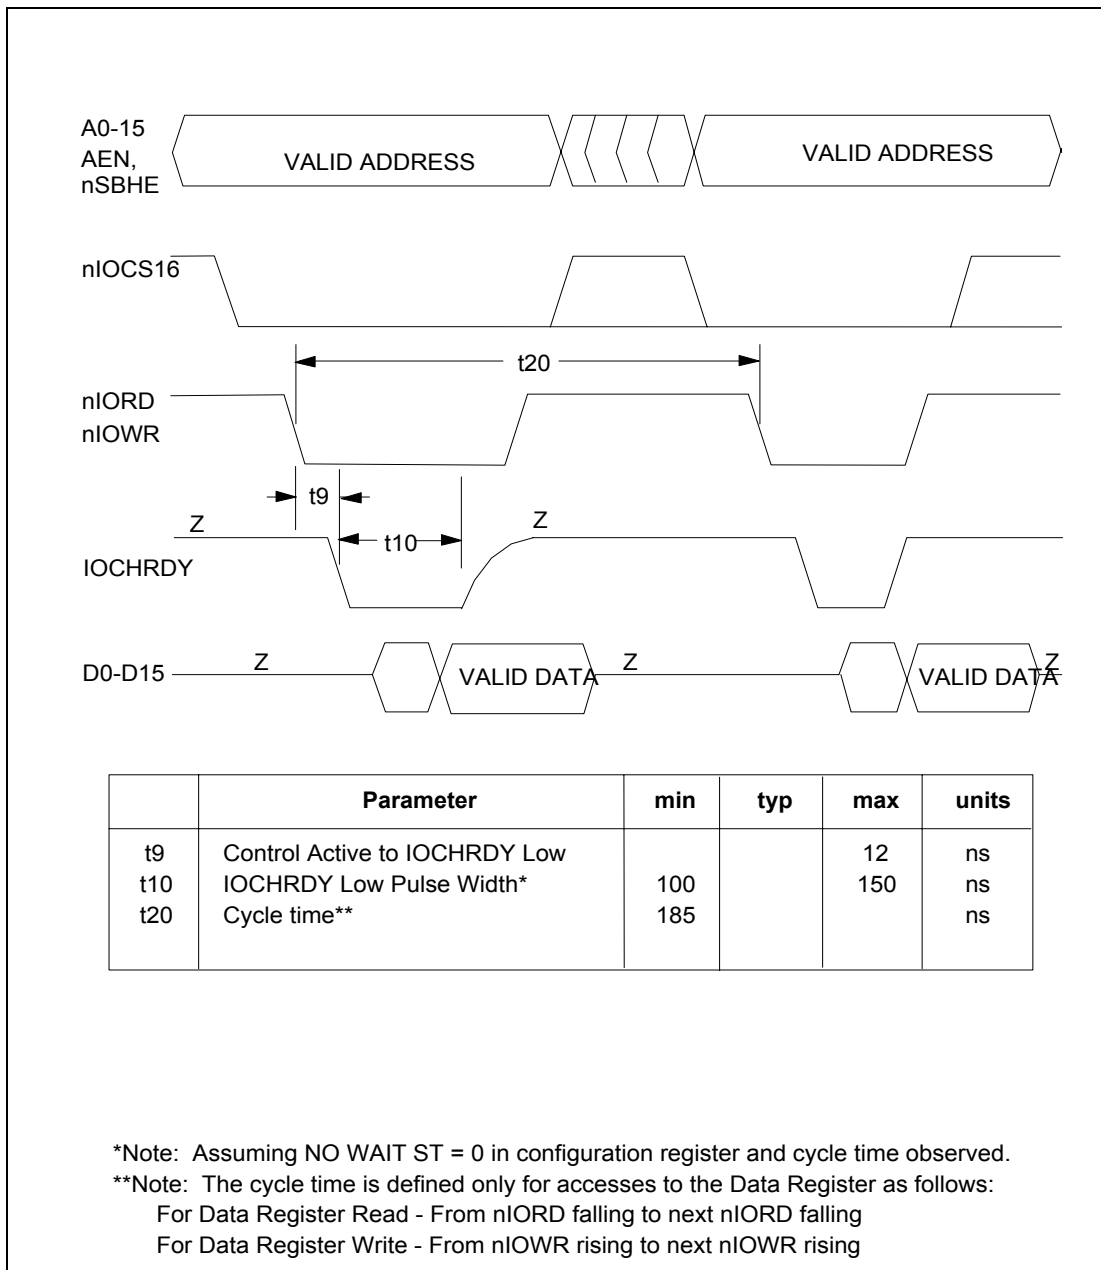 A0-15
AEN,
nSBHE
VALID ADDRESS
VALID ADDRESS
nIOCS16
t20
nIORD
nIOWR
t9
Z
t10
Z
IOCHRDY
D0-D15
Z
VALID DATA
Z
VALID DATA
Z
Parameter min typ max units
t9 Control Active to IOCHRDY Low 12 ns
t10 IOCHRDY Low Pulse Width* 100 150 ns
t20 Cycle time** 185 ns
*Note: Assuming NO WAIT ST = 0 in configuration register and cycle time observed.
**Note: The cycle time is defined only for accesses to the Data Register as follows:
For Data Register Read - From nIORD falling to next nIORD falling
For Data Register Write - From nIOWR rising to next nIOWR rising